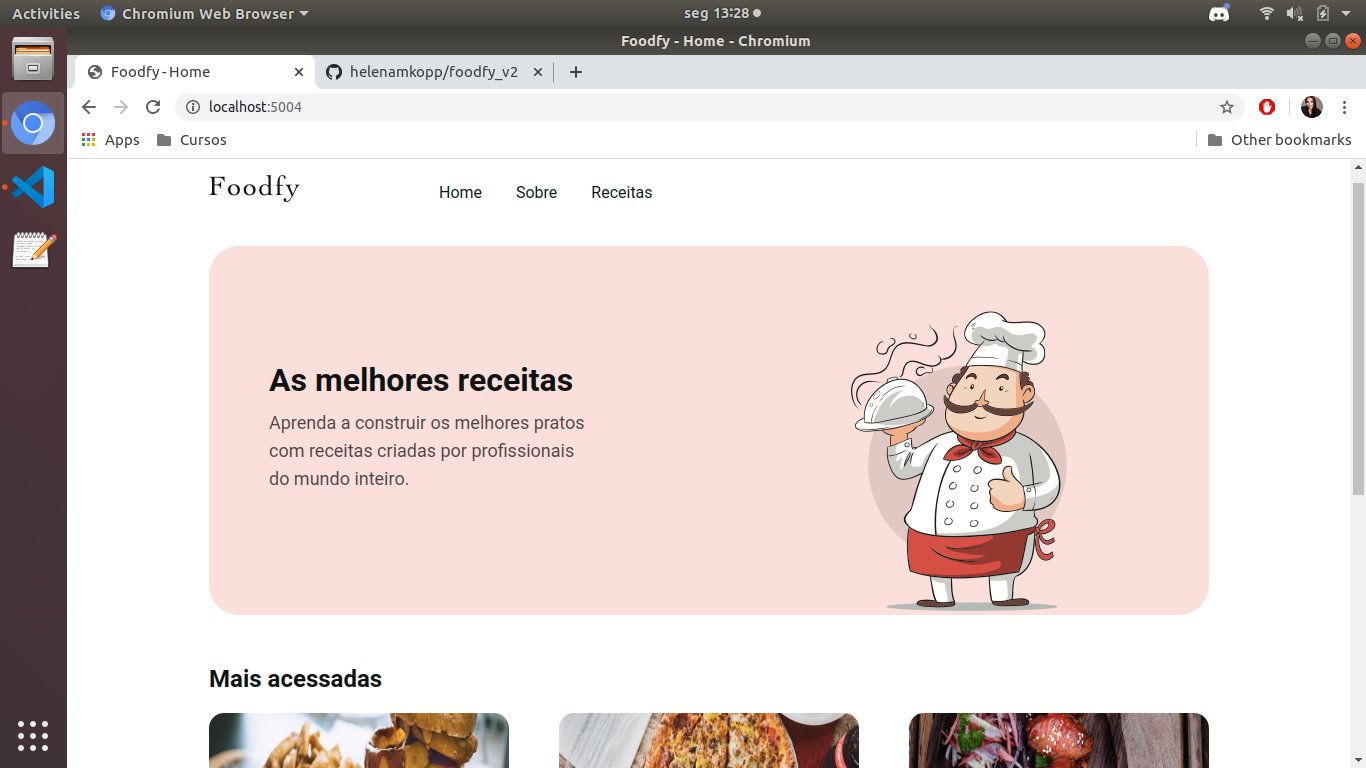 Activities
Chromium Web Browser
seg 13:28
Foodfy - Home - Chromium
Foodfy - Home
helenamkopp/foodfy_v2
localhost:5004
Apps
Cursos
Other bookmarks
Foodfy
Home
Sobre
Receitas
As melhores receitas
Aprenda a construir os melhores pratos
com receitas criadas por profissionais
do mundo inteiro.
Mais acessadas